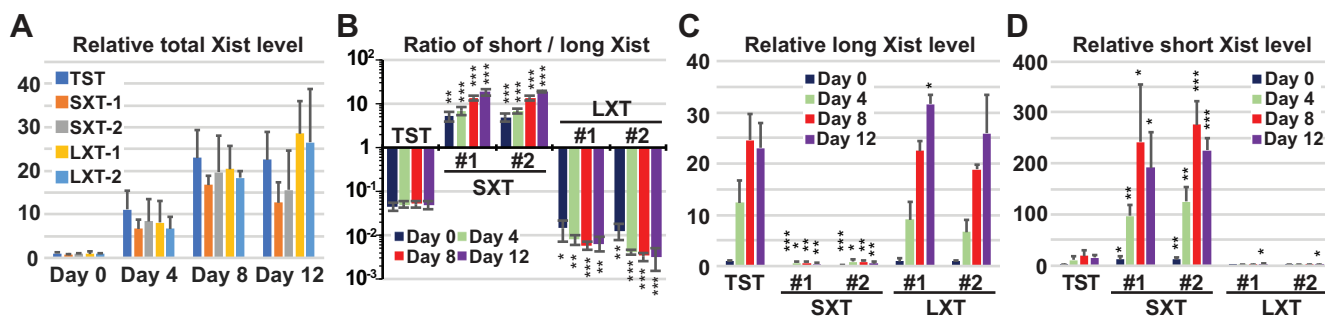 A
Relative total Xist level
40
30
20
10
0
TST
SXT-1
SXT-2
LXT-1
LXT-2
Day 0 Day 4 Day 8 Day 12
B
Ratio of short / long Xist
10²
10
1
10⁻¹
10⁻²
10⁻³
** *** *** *** *** *** *** ***
TST
#1 #2
SXT
LXT
#1 #2
* ** *** ** * *** *** ***
Day 0 Day 4
Day 8 Day 12
C
Relative long Xist level
40
30
20
10
0
Day 0
Day 4
Day 8
Day 12
*
*** * ** ** *** * ** **
TST #1 #2 #1 #2
SXT LXT
D
Relative short Xist level
400
300
200
100
0
Day 0
Day 4
Day 8
Day 12
* ** * * ** ** *** *** * *
TST #1 #2 #1 #2
SXT LXT